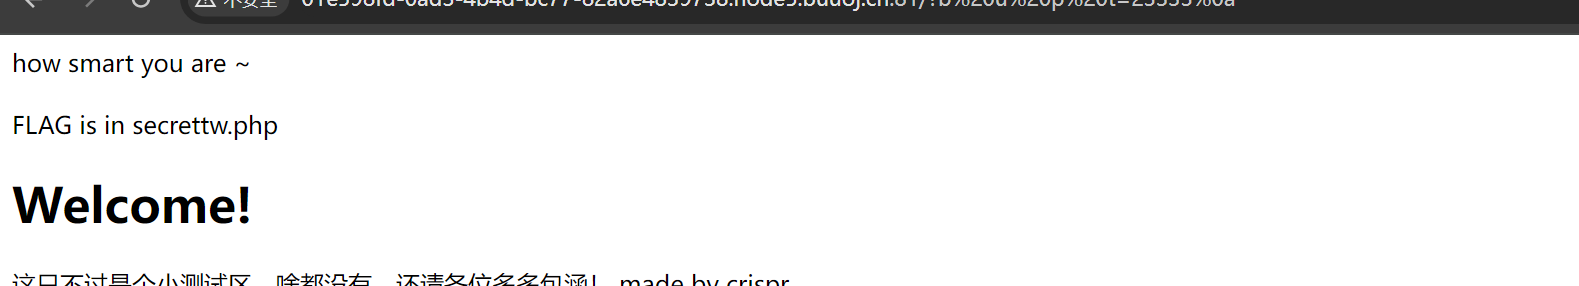 不安全 01e598fd-0ad5-4b4d-bc77-82a6e4859758.node5.buuoj.cn:81/?b%20u%20p%20t=23333%0a
how smart you are ~
FLAG is in secrettw.php
Welcome!
这只不过是个小测试区，啥都没有，还请各位多多包涵! made by crispr